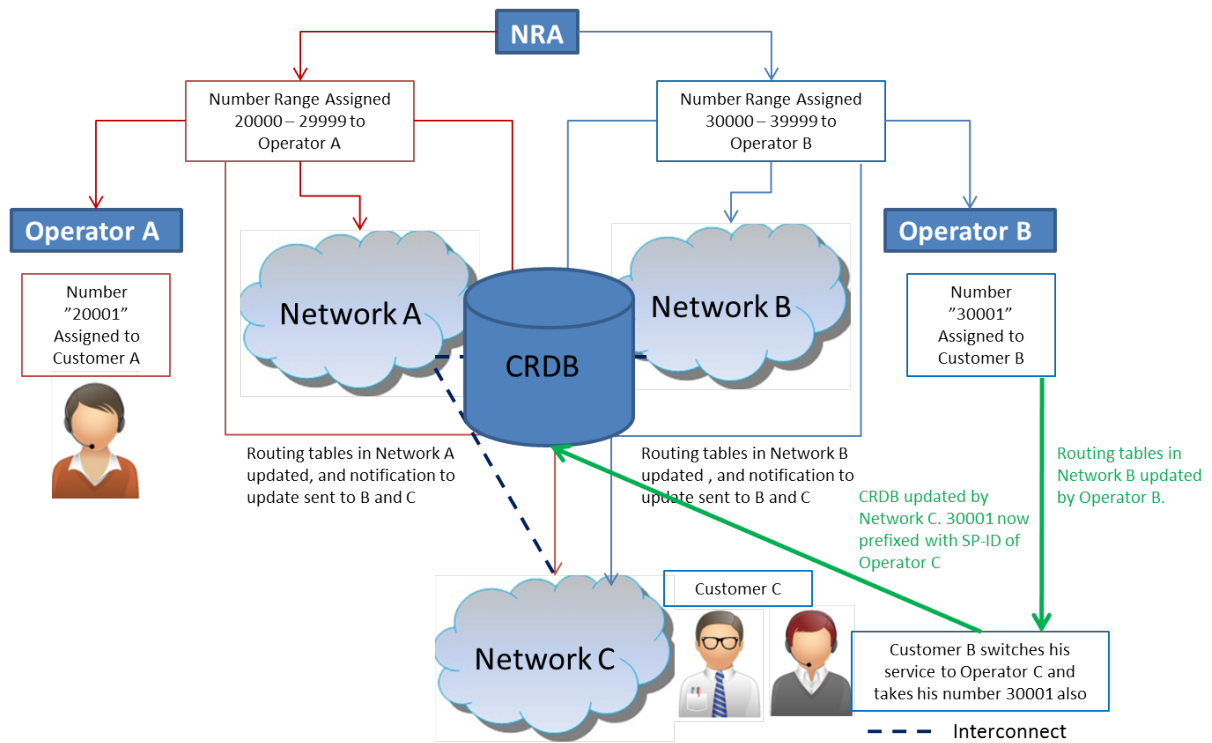 NRA
Number Range Assigned
20000 – 29999 to
Operator A
Number Range Assigned
30000 – 39999 to
Operator B
Operator A
Operator B
Network A
Network B
CRDB
Number
”20001”
Assigned to
Customer A
Number
”30001”
Assigned to
Customer B
Routing tables in Network A
updated, and notification to
update sent to B and C
Routing tables in Network B
updated , and notification to
update sent to B and C
Routing tables in
Network B updated
by Operator B.
CRDB updated by
Network C. 30001 now
prefixed with SP-ID of
Operator C
Customer C
Network C
Customer B switches his
service to Operator C and
takes his number 30001 also
Interconnect